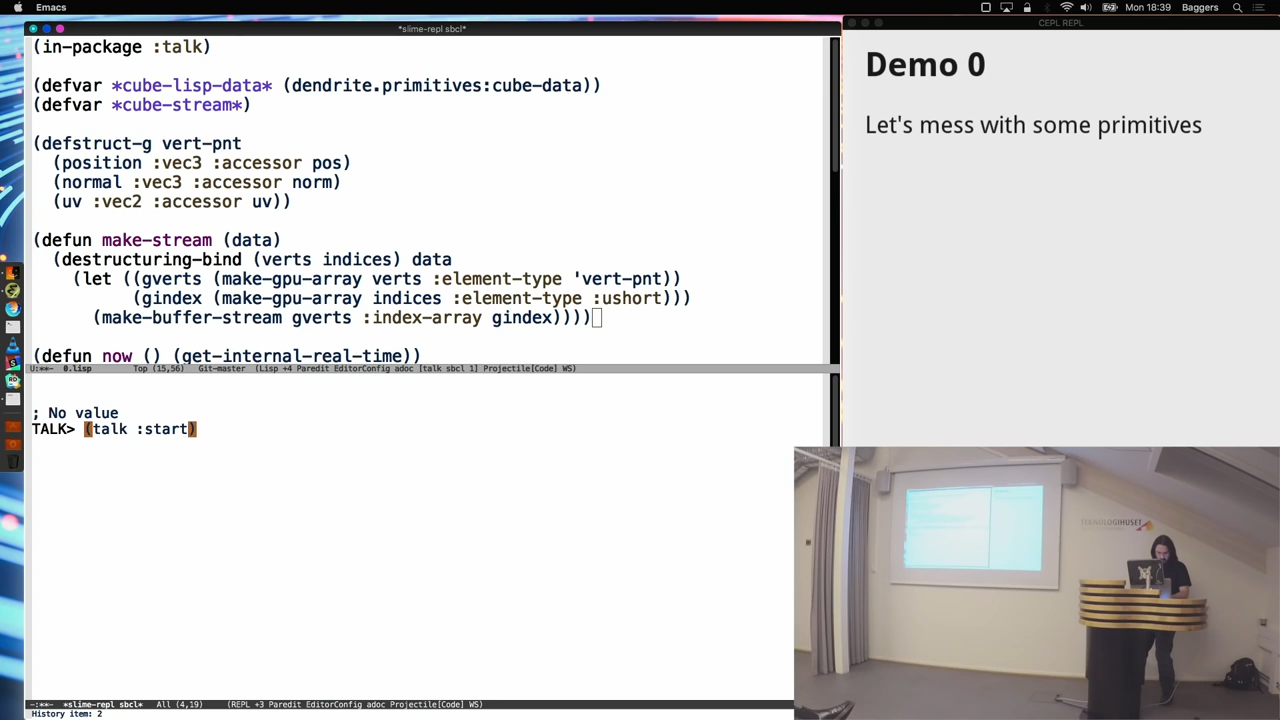 Emacs
Mon 18:39 Baggers
*slime-repl sbcl*
(in-package :talk)
(defvar *cube-lisp-data* (dendrite.primitives:cube-data))
(defvar *cube-stream*)
(defstruct-g vert-pnt
(position :vec3 :accessor pos)
(normal :vec3 :accessor norm)
(uv :vec2 :accessor uv))
(defun make-stream (data)
(destructuring-bind (verts indices) data
(let ((gverts (make-gpu-array verts :element-type 'vert-pnt))
(gindex (make-gpu-array indices :element-type :ushort)))
(make-buffer-stream gverts :index-array gindex))))
(defun now () (get-internal-real-time))
U:**- 0.lisp Top (15,56) Git-master (Lisp +4 Paredit EditorConfig adoc [talk sbcl 1] Projectile[Code] WS)
; No value
TALK> (talk :start)
-:**- *slime-repl sbcl* All (4,19) (REPL +3 Paredit EditorConfig adoc Projectile[Code] WS)
History item: 2
CEPL REPL
Demo 0
Let's mess with some primitives
TEKNOLOGIHUSET